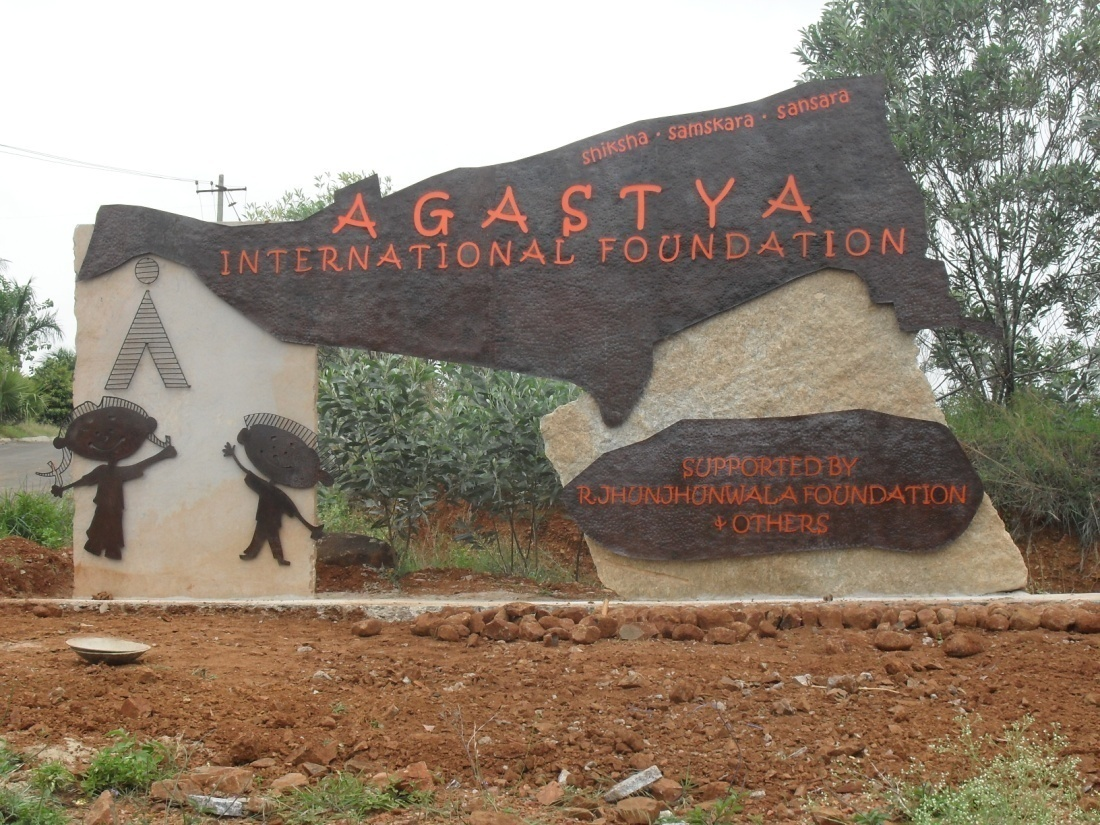 shiksha · samskara · sansara
AGASTYA
INTERNATIONAL FOUNDATION
SUPPORTED BY
RJHUNJHUNWALA FOUNDATION
& OTHERS